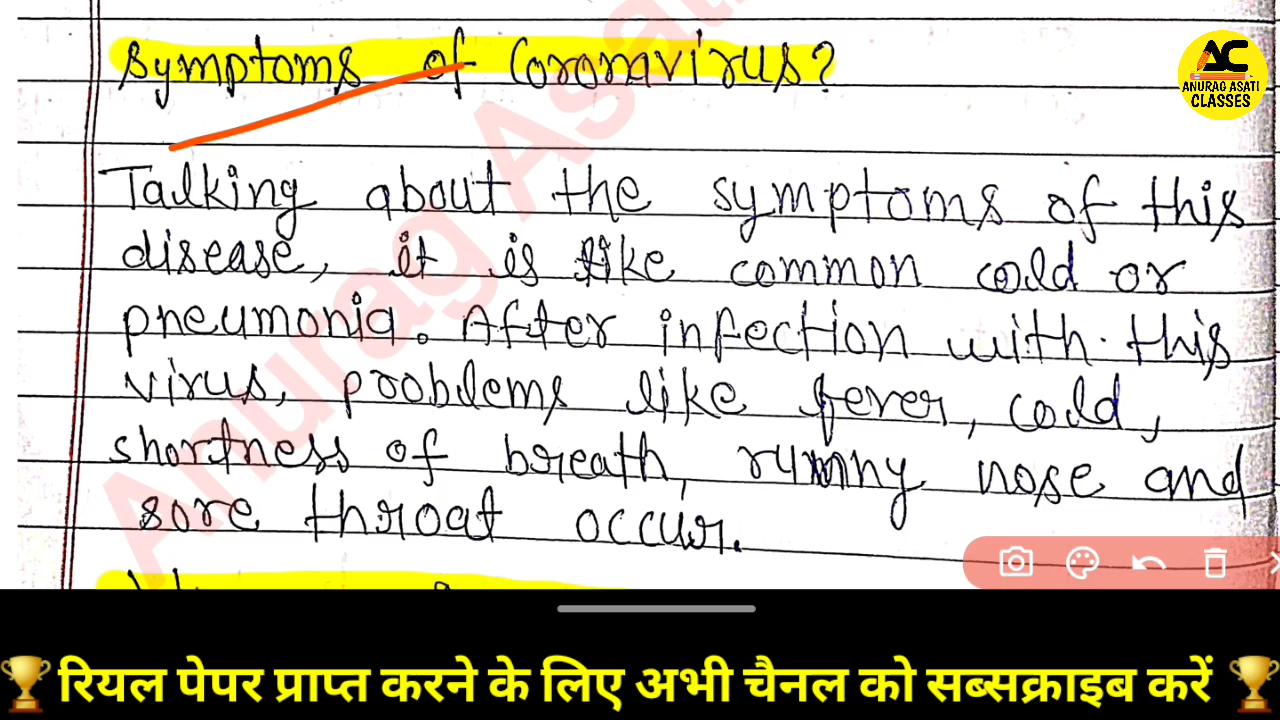 Symptoms of Coronavirus?
AC
ANURAG ASATI
CLASSES
Talking about the symptoms of this
disease, it is like common cold or
pneumonia. After infection with this
virus, problems like fever, cold,
shortness of breath, runny nose and
sore throat occur.
Anurag Asati
🏆 रियल पेपर प्राप्त करने के लिए अभी चैनल को सब्सक्राइब करें 🏆